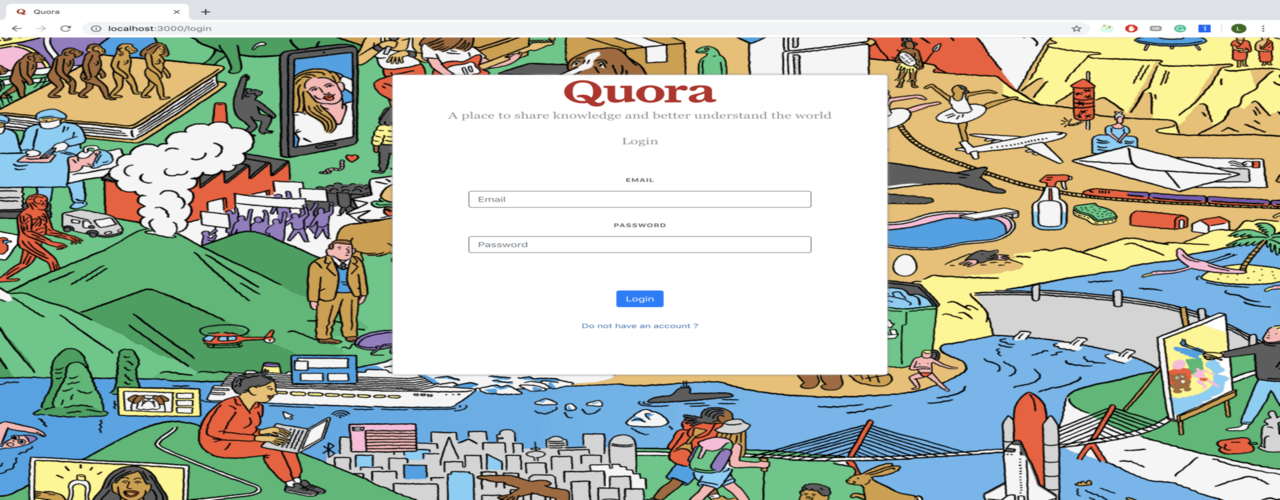 Quora
localhost:3000/login
Quora
A place to share knowledge and better understand the world
Login
EMAIL
Email
PASSWORD
Password
Login
Do not have an account ?